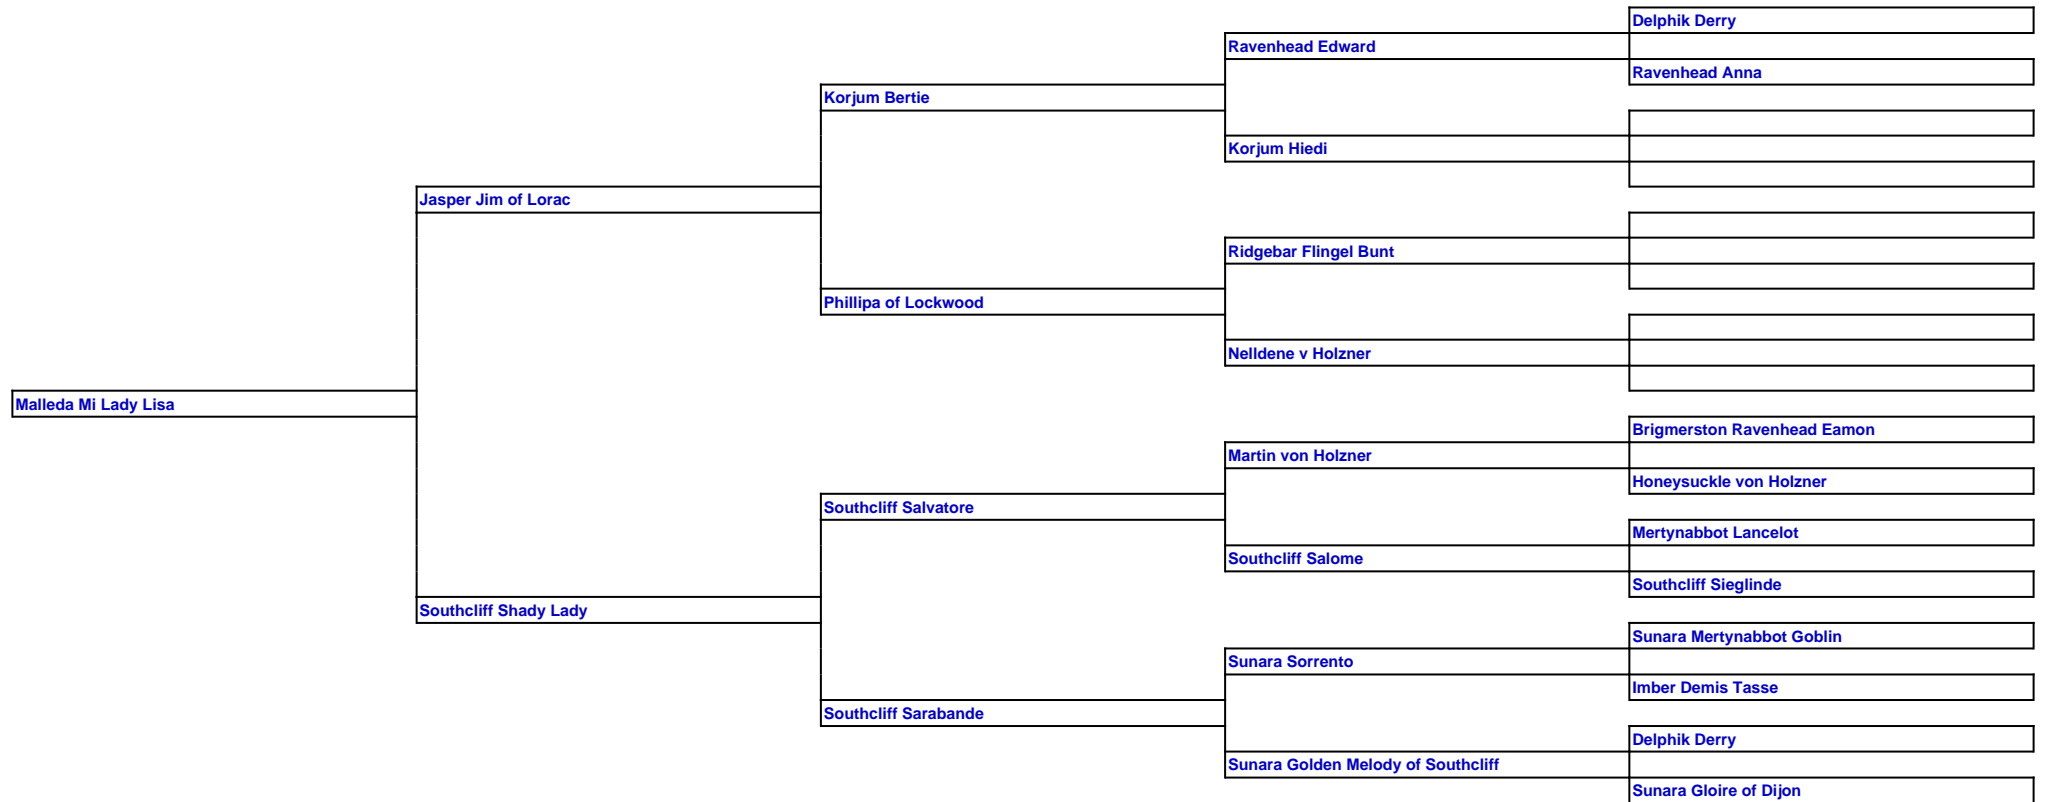 Delphik Derry
Ravenhead Edward
Ravenhead Anna
Korjum Bertie
Korjum Hiedi
Jasper Jim of Lorac
Ridgebar Flingel Bunt
Phillipa of Lockwood
Nelldene v Holzner
Malleda Mi Lady Lisa
Brigmerston Ravenhead Eamon
Martin von Holzner
Honeysuckle von Holzner
Southcliff Salvatore
Mertynabbot Lancelot
Southcliff Salome
Southcliff Sieglinde
Southcliff Shady Lady
Sunara Mertynabbot Goblin
Sunara Sorrento
Imber Demis Tasse
Southcliff Sarabande
Delphik Derry
Sunara Golden Melody of Southcliff
Sunara Gloire of Dijon